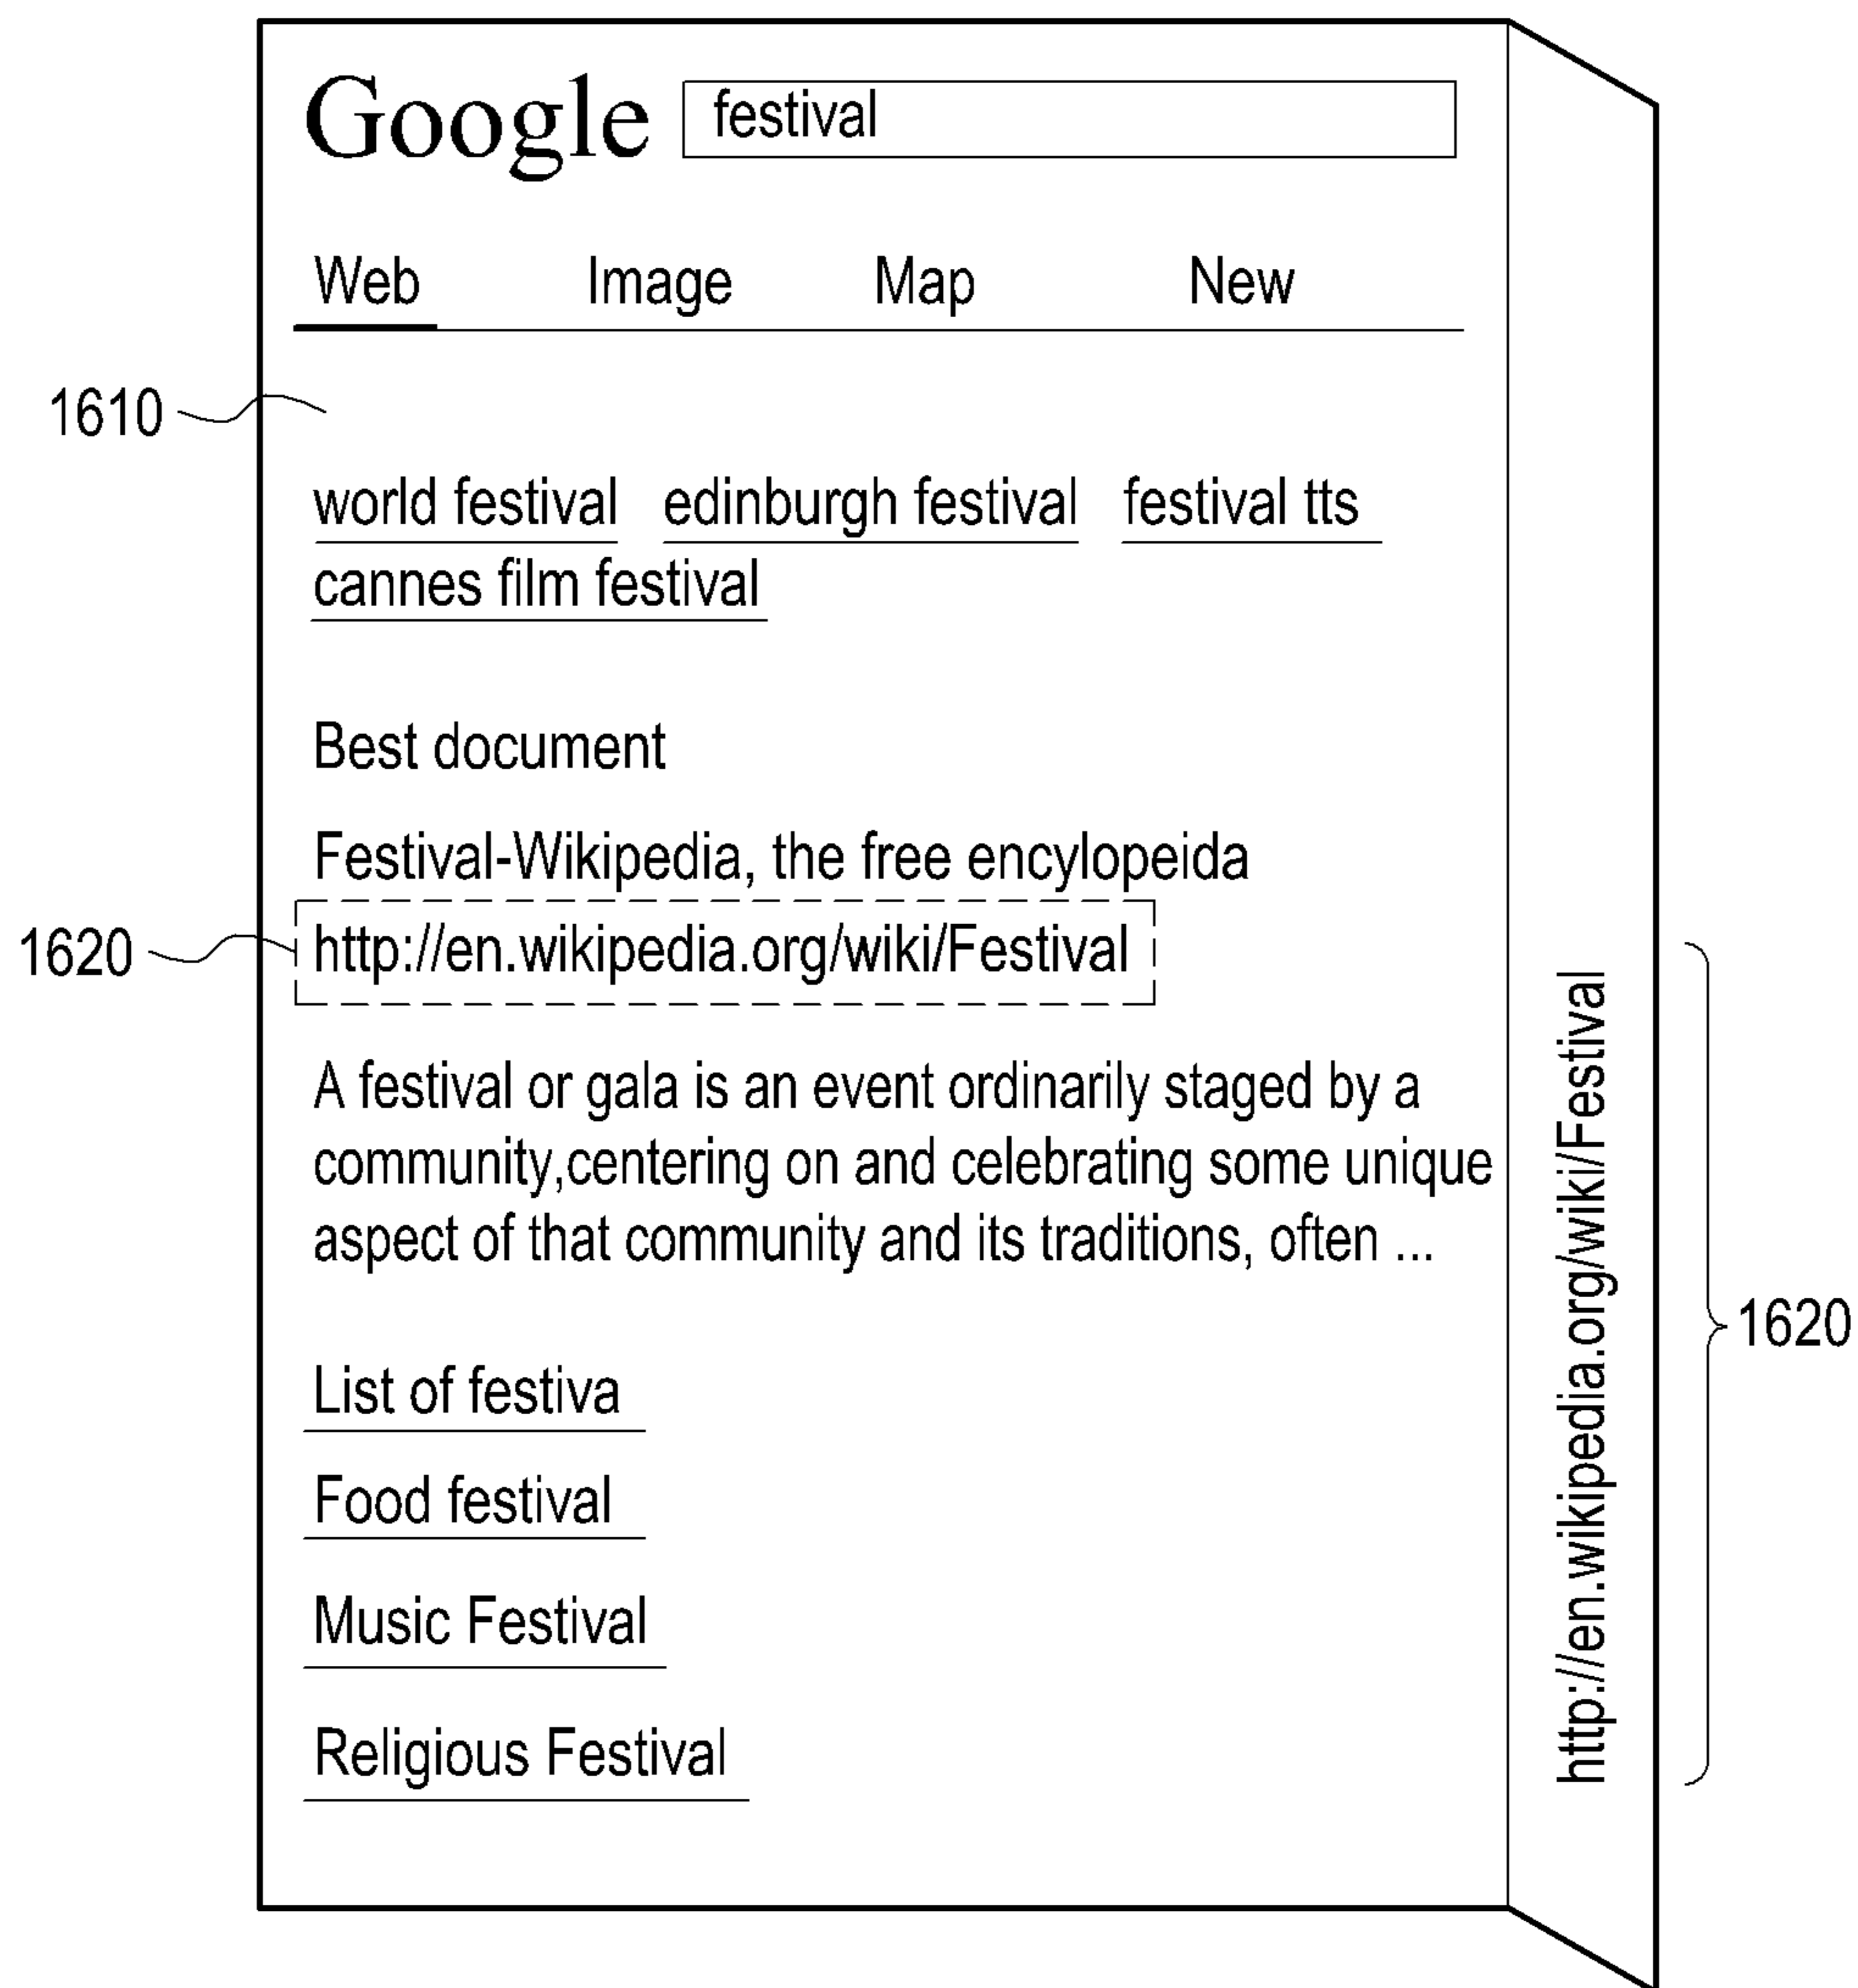 Google festival
Web Image Map New
1610
world festival edinburgh festival festival tts
cannes film festival
Best document
Festival-Wikipedia, the free encylopeida
1620 http://en.wikipedia.org/wiki/Festival
A festival or gala is an event ordinarily staged by a
community,centering on and celebrating some unique
aspect of that community and its traditions, often ...
List of festiva
Food festival
Music Festival
Religious Festival
http://en.wikipedia.org/wiki/Festival
1620